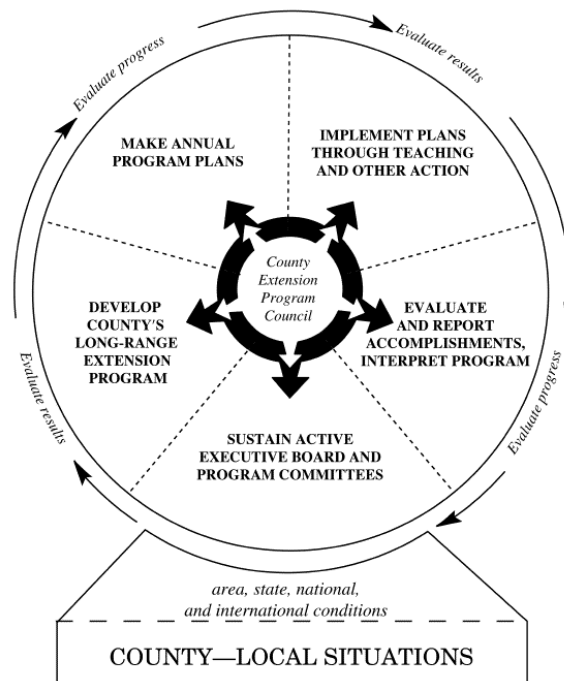 Evaluate progress
Evaluate results
MAKE ANNUAL
PROGRAM PLANS
IMPLEMENT PLANS
THROUGH TEACHING
AND OTHER ACTION
County
Extension
Program
Council
DEVELOP
COUNTY'S
LONG-RANGE
EXTENSION
PROGRAM
EVALUATE
AND REPORT
ACCOMPLISHMENTS,
INTERPRET PROGRAM
Evaluate results
Evaluate progress
SUSTAIN ACTIVE
EXECUTIVE BOARD AND
PROGRAM COMMITTEES
area, state, national,
and international conditions
COUNTY—LOCAL SITUATIONS